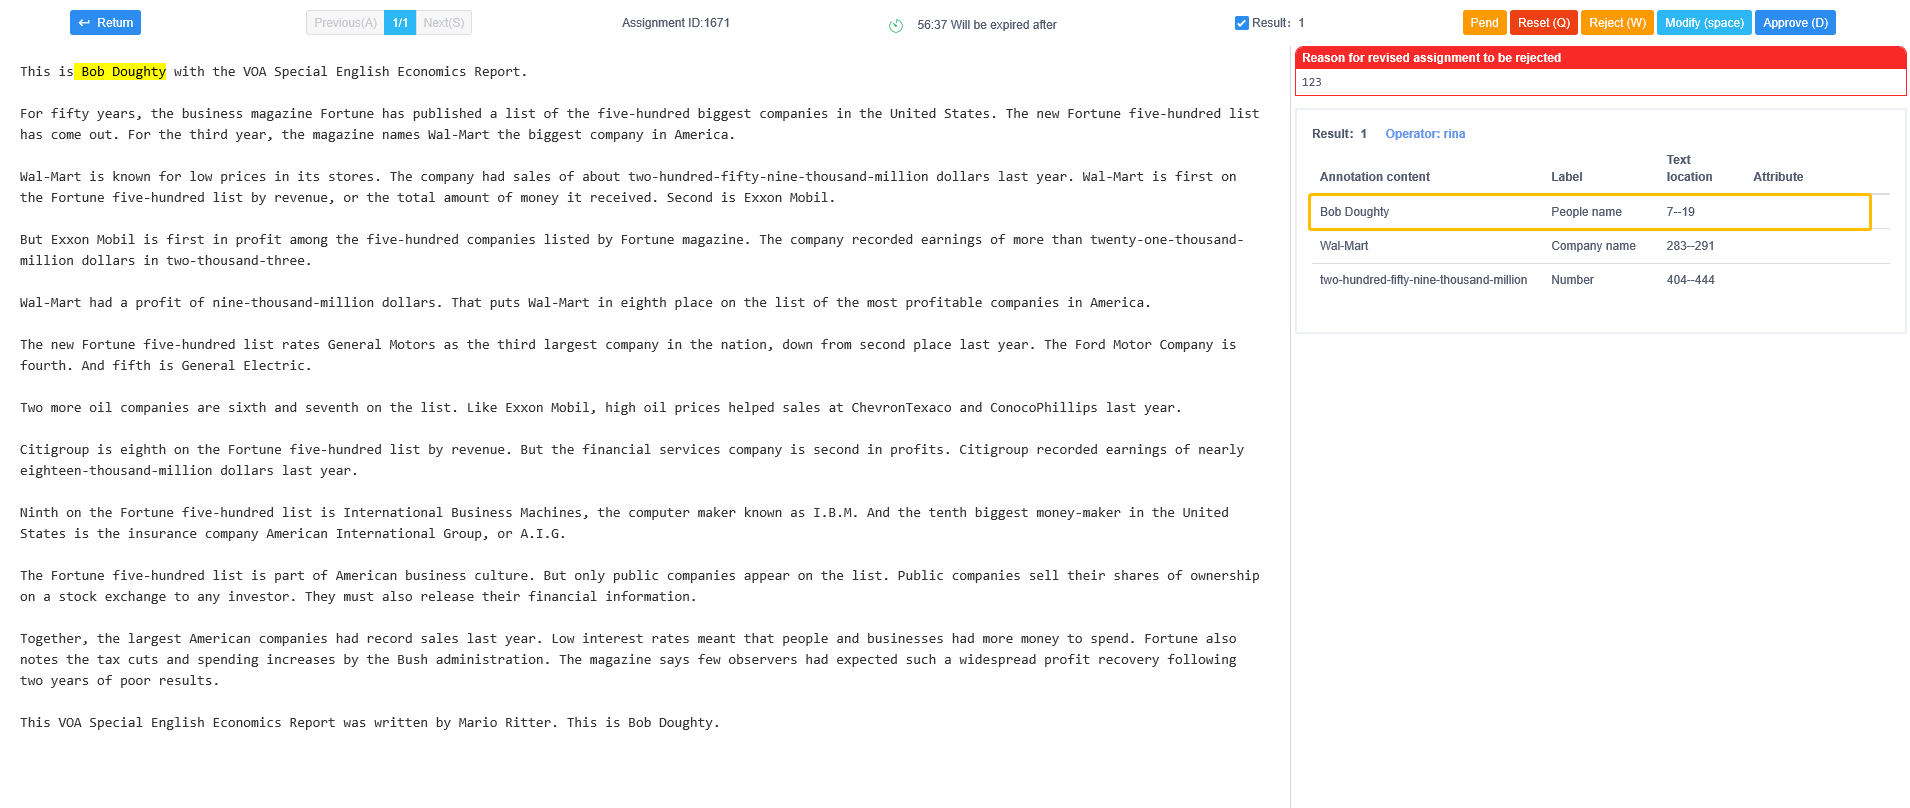 Return Previous(A) 1/1 Next(S) Assignment ID:1671 56:37 Will be expired after Result: 1 Pend Reset (Q) Reject (W) Modify (space) Approve (D)
This is Bob Doughty with the VOA Special English Economics Report.
For fifty years, the business magazine Fortune has published a list of the five-hundred biggest companies in the United States. The new Fortune five-hundred list
has come out. For the third year, the magazine names Wal-Mart the biggest company in America.
Wal-Mart is known for low prices in its stores. The company had sales of about two-hundred-fifty-nine-thousand-million dollars last year. Wal-Mart is first on
the Fortune five-hundred list by revenue, or the total amount of money it received. Second is Exxon Mobil.
But Exxon Mobil is first in profit among the five-hundred companies listed by Fortune magazine. The company recorded earnings of more than twenty-one-thousand-
million dollars in two-thousand-three.
Wal-Mart had a profit of nine-thousand-million dollars. That puts Wal-Mart in eighth place on the list of the most profitable companies in America.
The new Fortune five-hundred list rates General Motors as the third largest company in the nation, down from second place last year. The Ford Motor Company is
fourth. And fifth is General Electric.
Two more oil companies are sixth and seventh on the list. Like Exxon Mobil, high oil prices helped sales at ChevronTexaco and ConocoPhillips last year.
Citigroup is eighth on the Fortune five-hundred list by revenue. But the financial services company is second in profits. Citigroup recorded earnings of nearly
eighteen-thousand-million dollars last year.
Ninth on the Fortune five-hundred list is International Business Machines, the computer maker known as I.B.M. And the tenth biggest money-maker in the United
States is the insurance company American International Group, or A.I.G.
The Fortune five-hundred list is part of American business culture. But only public companies appear on the list. Public companies sell their shares of ownership
on a stock exchange to any investor. They must also release their financial information.
Together, the largest American companies had record sales last year. Low interest rates meant that people and businesses had more money to spend. Fortune also
notes the tax cuts and spending increases by the Bush administration. The magazine says few observers had expected such a widespread profit recovery following
two years of poor results.
This VOA Special English Economics Report was written by Mario Ritter. This is Bob Doughty.
Reason for revised assignment to be rejected
123
Result: 1 Operator: rina
Annotation content Label Text location Attribute
Bob Doughty People name 7--19
Wal-Mart Company name 283--291
two-hundred-fifty-nine-thousand-million Number 404--444